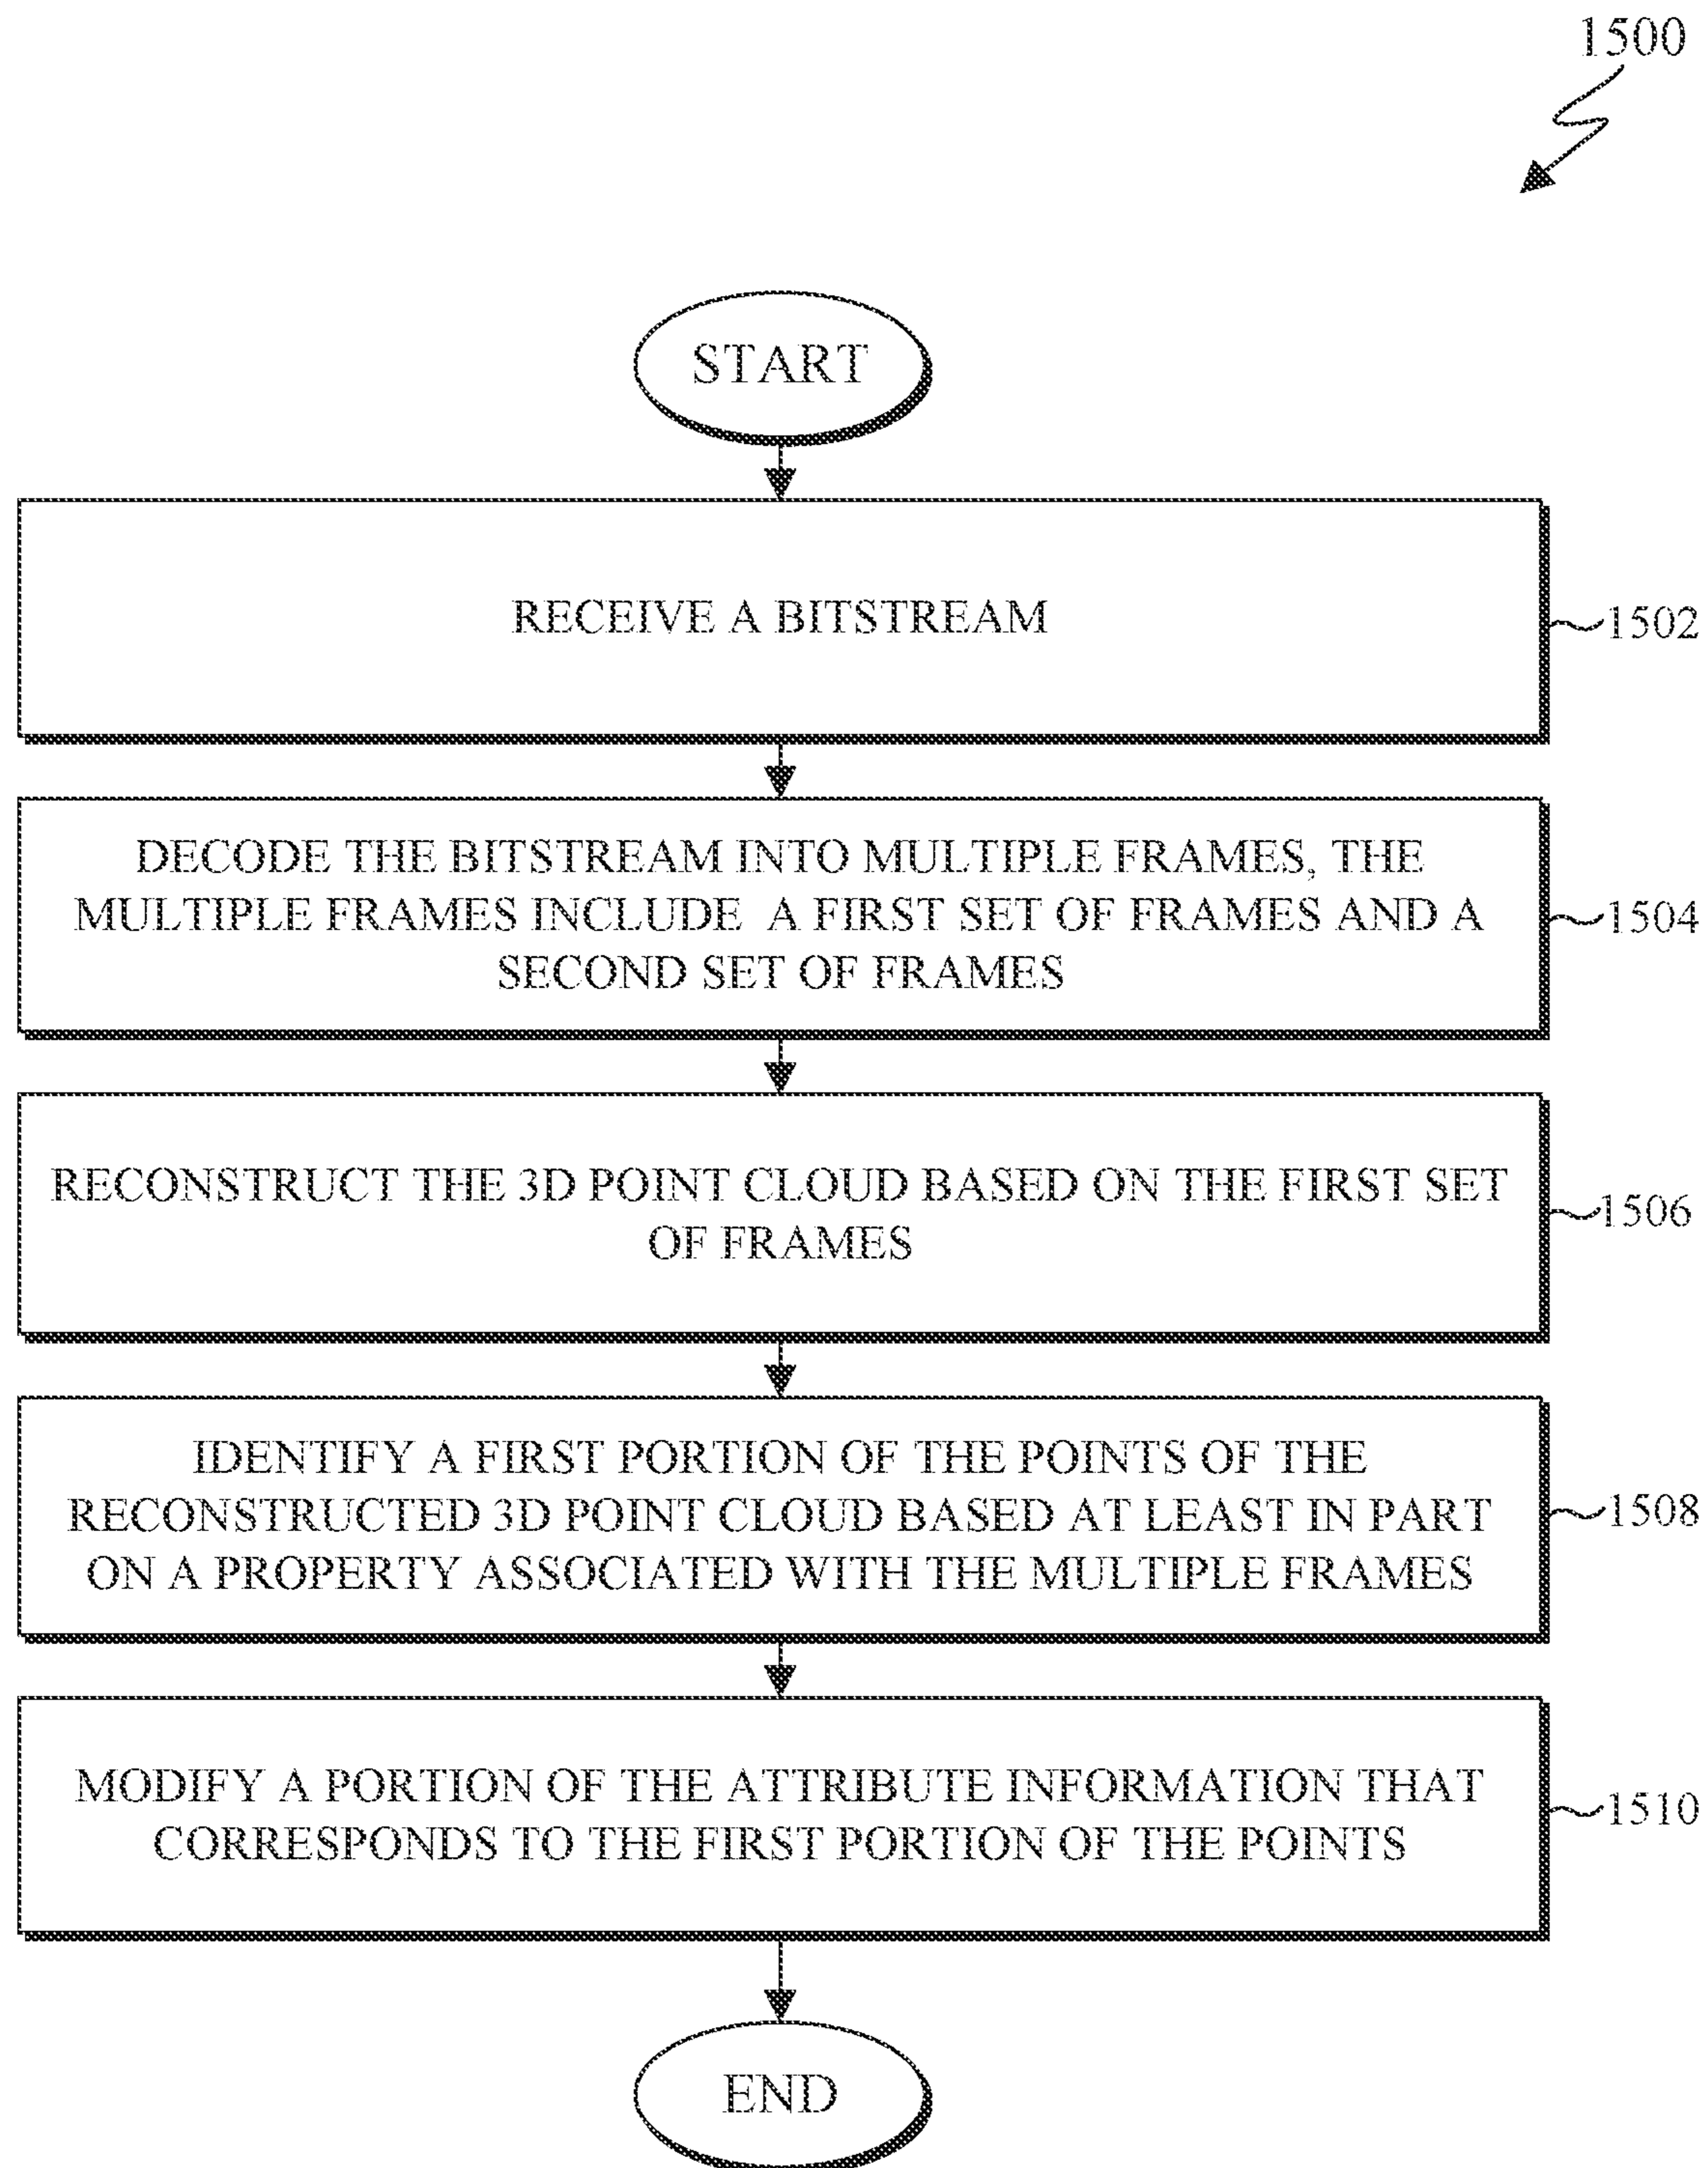 1500
START
RECEIVE A BITSTREAM
1502
DECODE THE BITSTREAM INTO MULTIPLE FRAMES, THE
MULTIPLE FRAMES INCLUDE A FIRST SET OF FRAMES AND A
SECOND SET OF FRAMES
1504
RECONSTRUCT THE 3D POINT CLOUD BASED ON THE FIRST SET
OF FRAMES
1506
IDENTIFY A FIRST PORTION OF THE POINTS OF THE
RECONSTRUCTED 3D POINT CLOUD BASED AT LEAST IN PART
ON A PROPERTY ASSOCIATED WITH THE MULTIPLE FRAMES
1508
MODIFY A PORTION OF THE ATTRIBUTE INFORMATION THAT
CORRESPONDS TO THE FIRST PORTION OF THE POINTS
1510
END